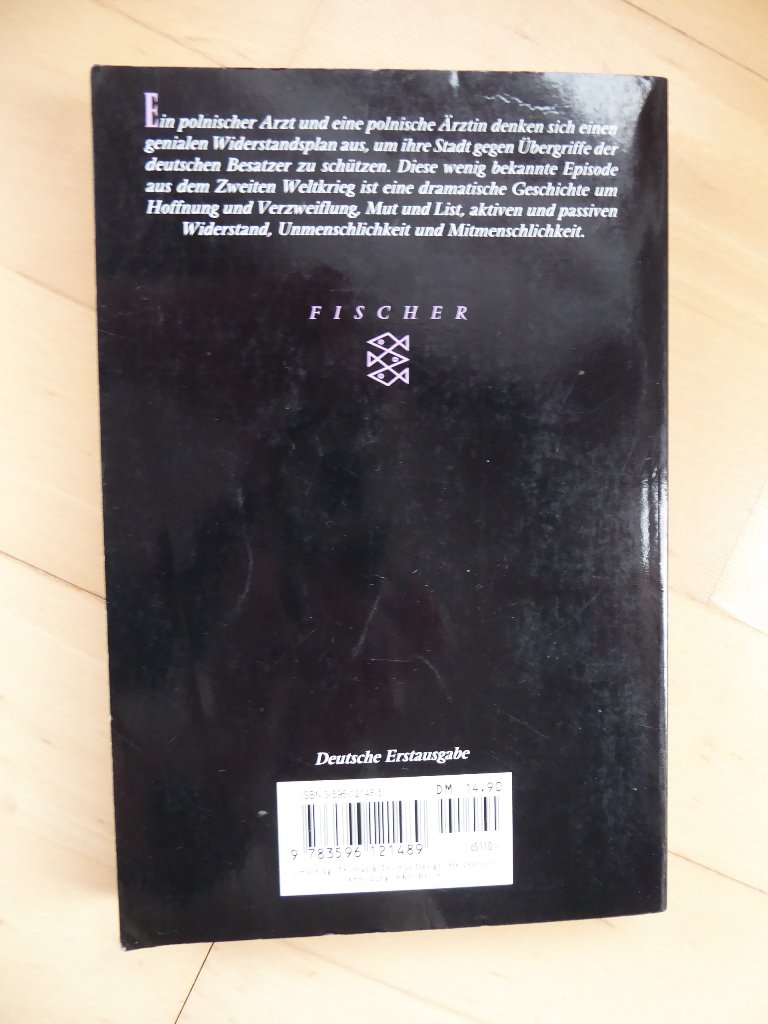 Ein polnischer Arzt und eine polnische Ärztin denken sich einen
genialen Widerstandsplan aus, um ihre Stadt gegen Übergriffe der
deutschen Besatzer zu schützen. Diese wenig bekannte Episode
aus dem Zweiten Weltkrieg ist eine dramatische Geschichte um
Hoffnung und Verzweiflung, Mut und List, aktiven und passiven
Widerstand, Unmenschlichkeit und Mitmenschlichkeit.
FISCHER
Deutsche Erstausgabe
DM 14.90
9 783596 121489